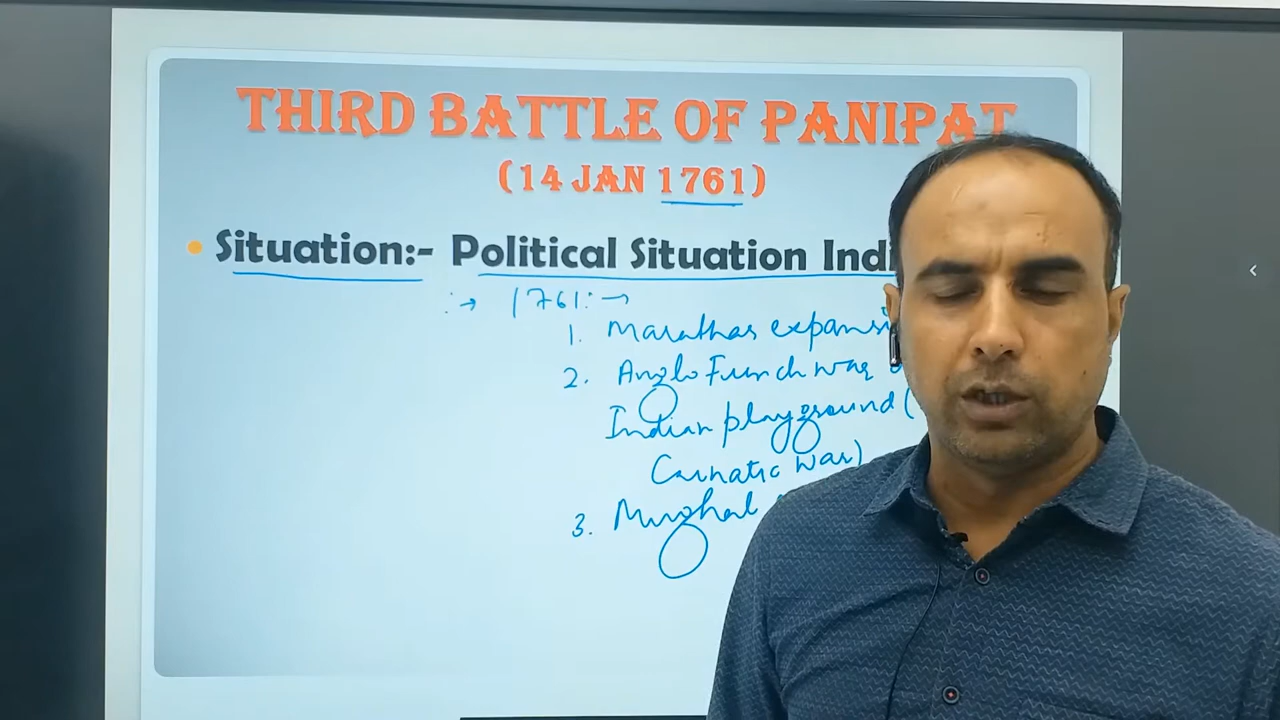 THIRD BATTLE OF PANIPAT
(14 JAN 1761)
• Situation:- Political Situation Indi
:→ 1761:→
1. Marathas expansi
2. Anglo French war
Indian playground (
Carnatic war)
3. Mughal